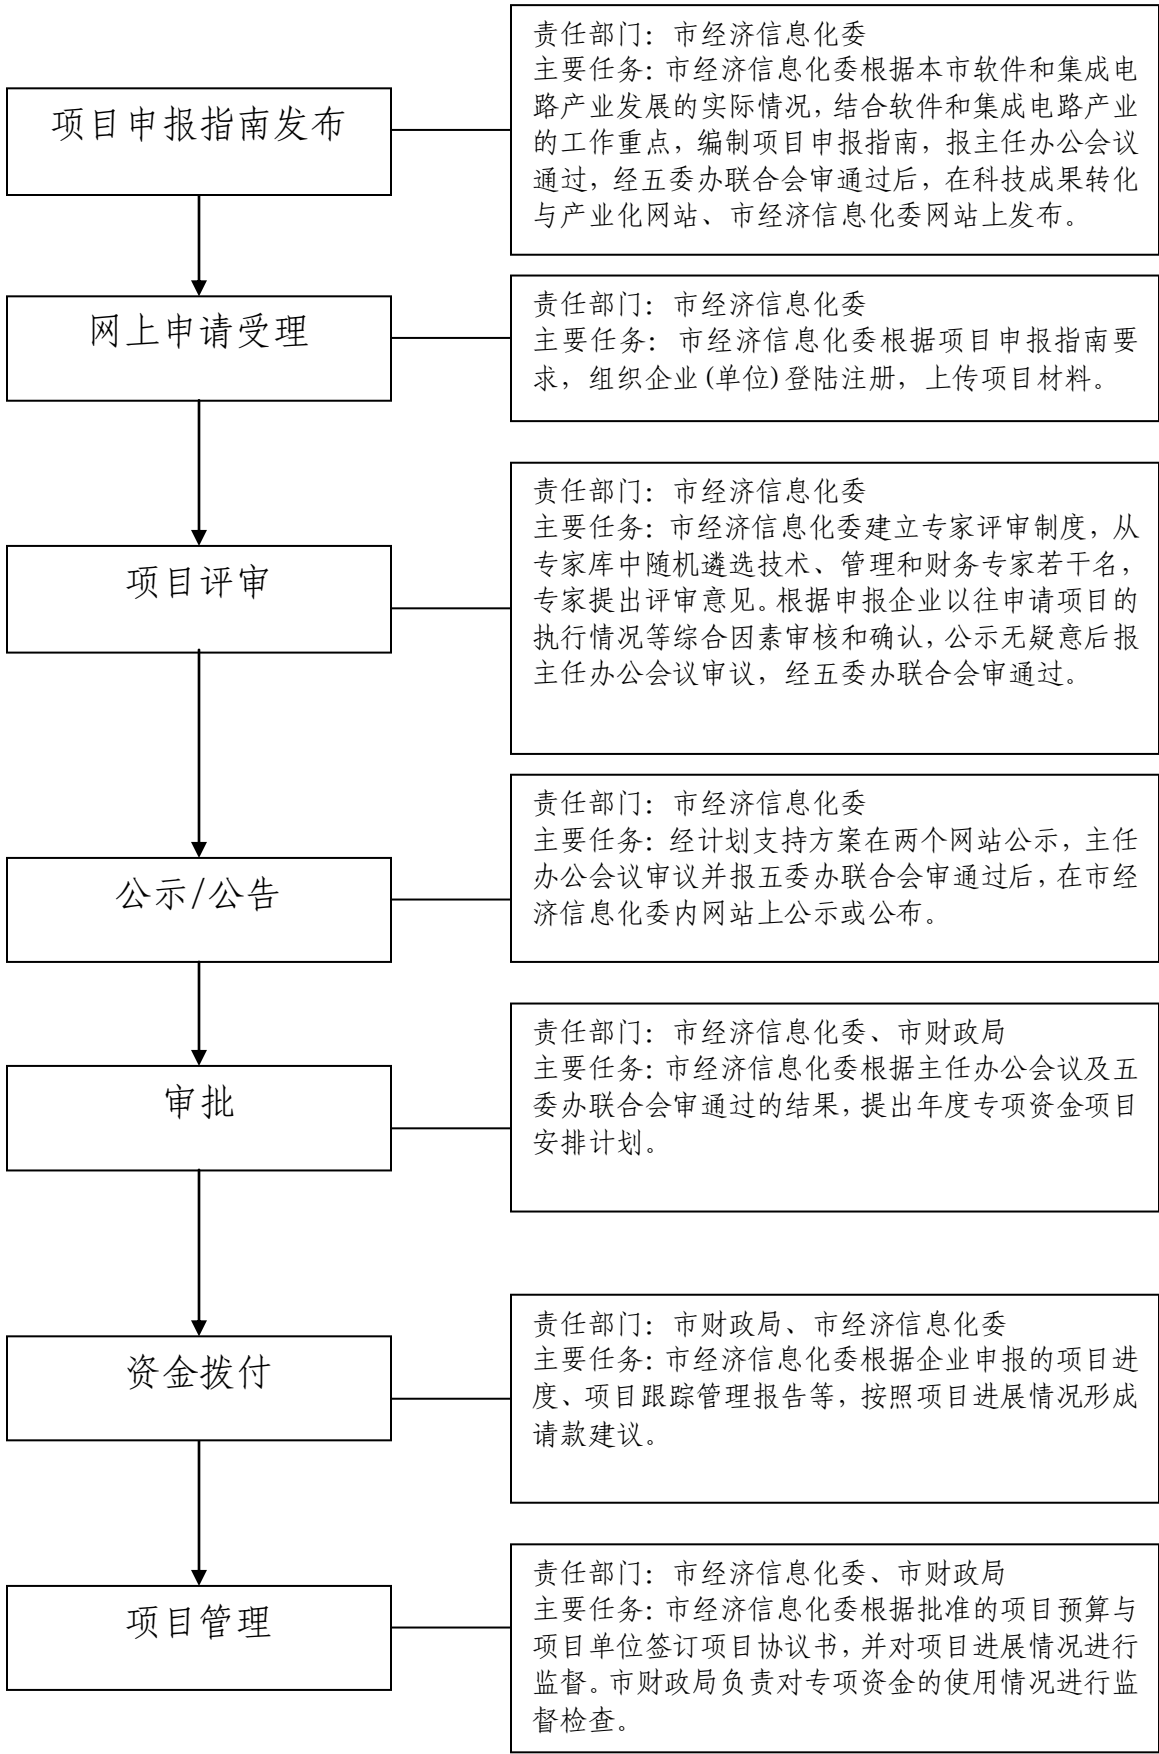 项目申报指南发布
责任部门：市经济信息化委
主要任务：市经济信息化委根据本市软件和集成电
路产业发展的实际情况，结合软件和集成电路产业
的工作重点，编制项目申报指南，报主任办公会议
通过，经五委办联合会审通过后，在科技成果转化
与产业化网站、市经济信息化委网站上发布。
网上申请受理
责任部门：市经济信息化委
主要任务：市经济信息化委根据项目申报指南要
求，组织企业(单位)登陆注册，上传项目材料。
项目评审
责任部门：市经济信息化委
主要任务：市经济信息化委建立专家评审制度，从
专家库中随机遴选技术、管理和财务专家若干名，
专家提出评审意见。根据申报企业以往申请项目的
执行情况等综合因素审核和确认，公示无疑意后报
主任办公会议审议，经五委办联合会审通过。
公示/公告
责任部门：市经济信息化委
主要任务：经计划支持方案在两个网站公示，主任
办公会议审议并报五委办联合会审通过后，在市经
济信息化委内网站上公示或公布。
审批
责任部门：市经济信息化委、市财政局
主要任务：市经济信息化委根据主任办公会议及五
委办联合会审通过的结果，提出年度专项资金项目
安排计划。
资金拨付
责任部门：市财政局、市经济信息化委
主要任务：市经济信息化委根据企业申报的项目进
度、项目跟踪管理报告等，按照项目进展情况形成
请款建议。
项目管理
责任部门：市经济信息化委、市财政局
主要任务：市经济信息化委根据批准的项目预算与
项目单位签订项目协议书，并对项目进展情况进行
监督。市财政局负责对专项资金的使用情况进行监
督检查。